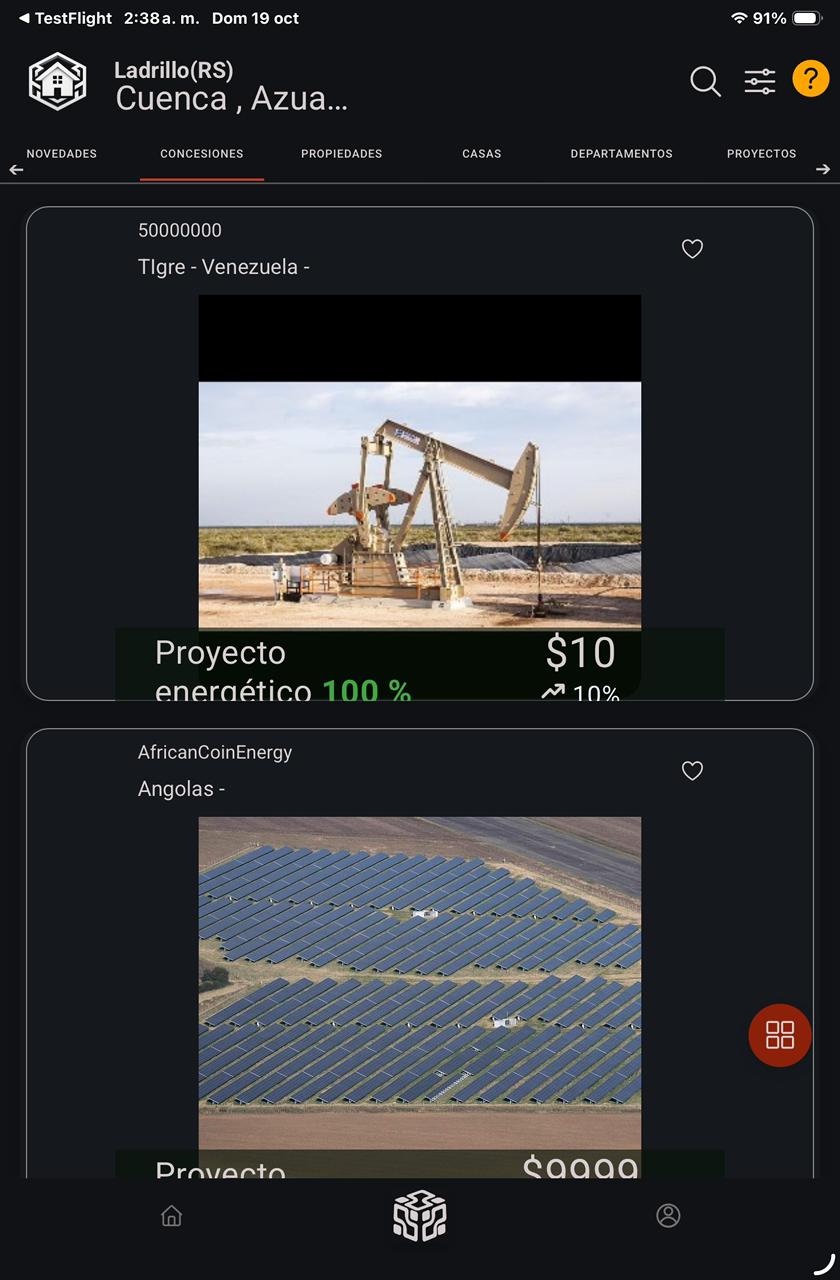 ◀ TestFlight 2:38 a. m. Dom 19 oct 91%
Ladrillo(RS)
Cuenca , Azua...
?
NOVEDADES CONCESIONES PROPIEDADES CASAS DEPARTAMENTOS PROYECTOS
50000000
TIgre - Venezuela -
Proyecto $10
energético 100 % 10%
AfricanCoinEnergy
Angolas -
Proyecto $9999